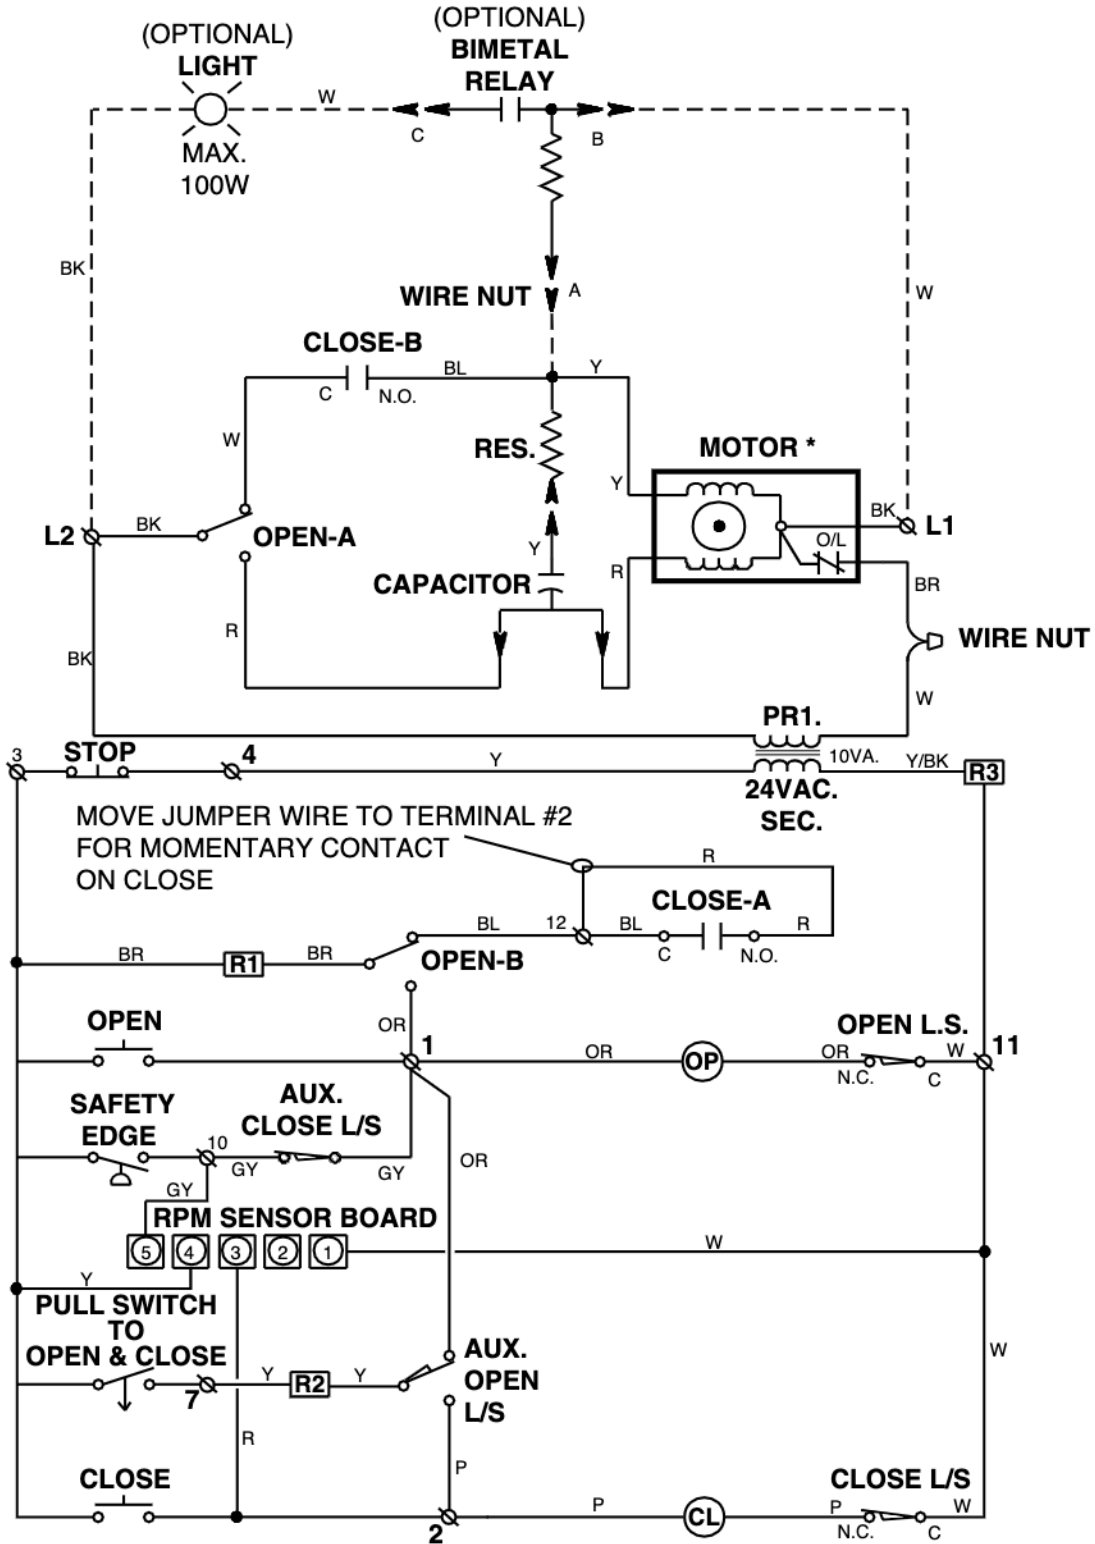 (OPTIONAL)
BIMETAL
RELAY
(OPTIONAL)
LIGHT
W
C
B
MAX.
100W
BK
WIRE NUT
A
W
CLOSE-B
C
BL
N.O.
Y
W
RES.
MOTOR *
Y
L2
BK
OPEN-A
BK
L1
O/L
Y
CAPACITOR
R
BR
R
WIRE NUT
BK
W
PR1.
3
STOP
4
Y
10VA.
Y/BK
R3
24VAC.
SEC.
MOVE JUMPER WIRE TO TERMINAL #2
FOR MOMENTARY CONTACT
ON CLOSE
R
CLOSE-A
BL
12
BL
R
C
N.O.
BR
R1
BR
OPEN-B
OPEN
OR
1
OR
OP
OPEN L.S.
OR
W
11
N.C.
C
SAFETY
EDGE
AUX.
CLOSE L/S
10
GY
GY
OR
GY
RPM SENSOR BOARD
5
4
3
2
1
W
Y
PULL SWITCH
TO
OPEN & CLOSE
7
Y
R2
Y
AUX.
OPEN
L/S
W
R
P
CLOSE
2
P
CL
CLOSE L/S
P
W
N.C.
C